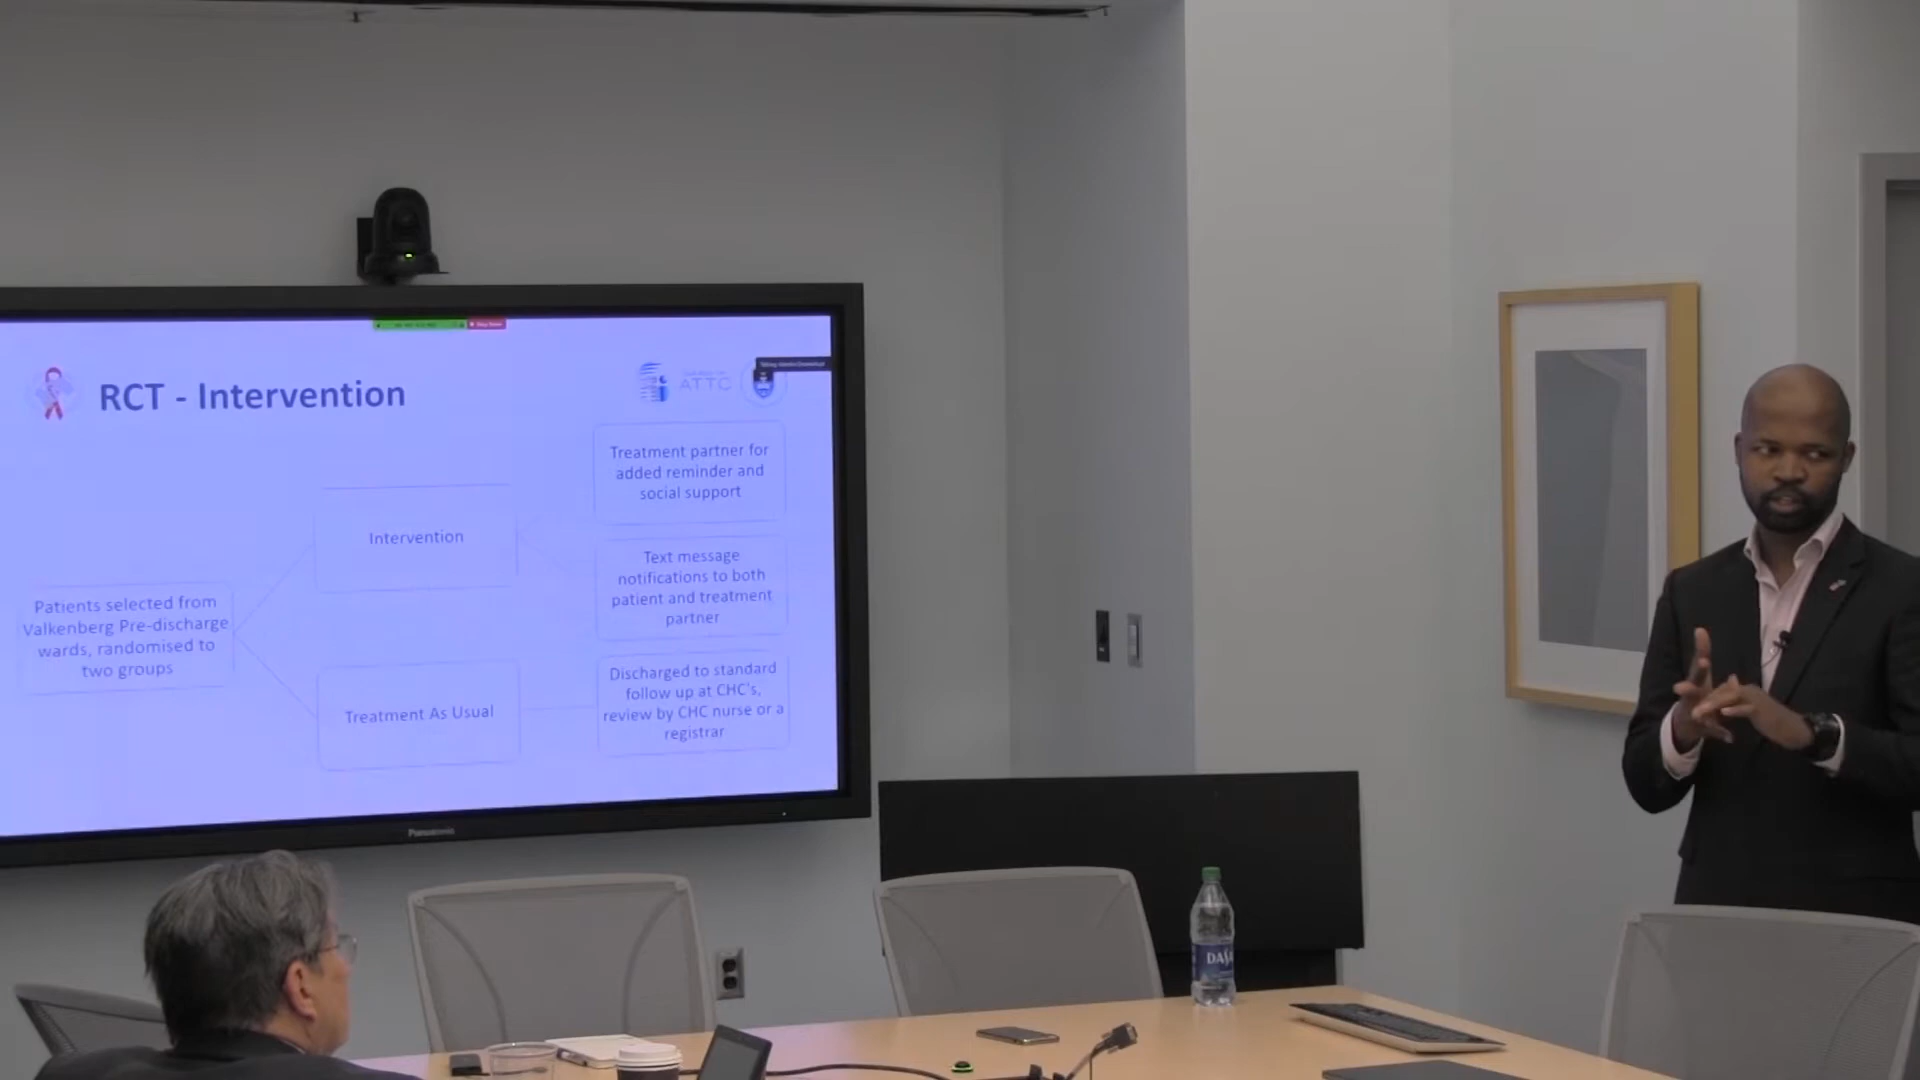 RCT - Intervention
ATTC
Treatment partner for
added reminder and
social support
Intervention
Text message
notifications to both
patient and treatment
partner
Patients selected from
Valkenberg Pre-discharge
wards, randomised to
two groups
Treatment As Usual
Discharged to standard
follow up at CHC's,
review by CHC nurse or a
registrar
Panasonic
DASA